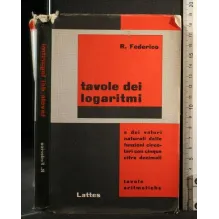 R. Federico
tavole dei
logaritmi
e dei valori
naturali delle
funzioni circo-
lari con cinque
cifre decimali
tavole
aritmetiche
Lattes